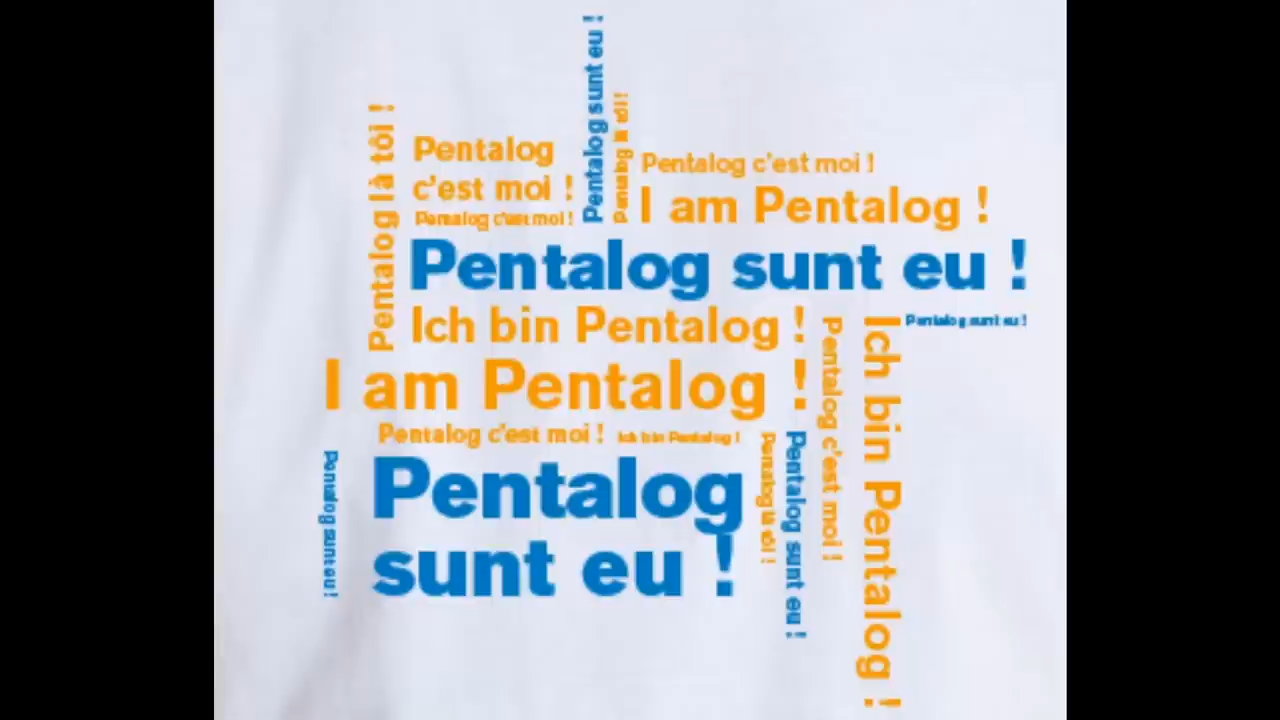 Pentalog sunt eu !
Pentalog là tôi !
Pentalog là tôi !
Pentalog
c'est moi !
Pentalog c'est moi !
Pentalog c'est moi !
I am Pentalog !
Pentalog sunt eu !
Ich bin Pentalog !
Pentalog sunt eu !
I am Pentalog !
Pentalog c'est moi !
Ich bin Pentalog !
Pentalog c'est moi !
Ich bin Pentalog !
Pentalog sunt eu !
Pentalog
sunt eu !
Pentalog là tôi !
Pentalog sunt eu !